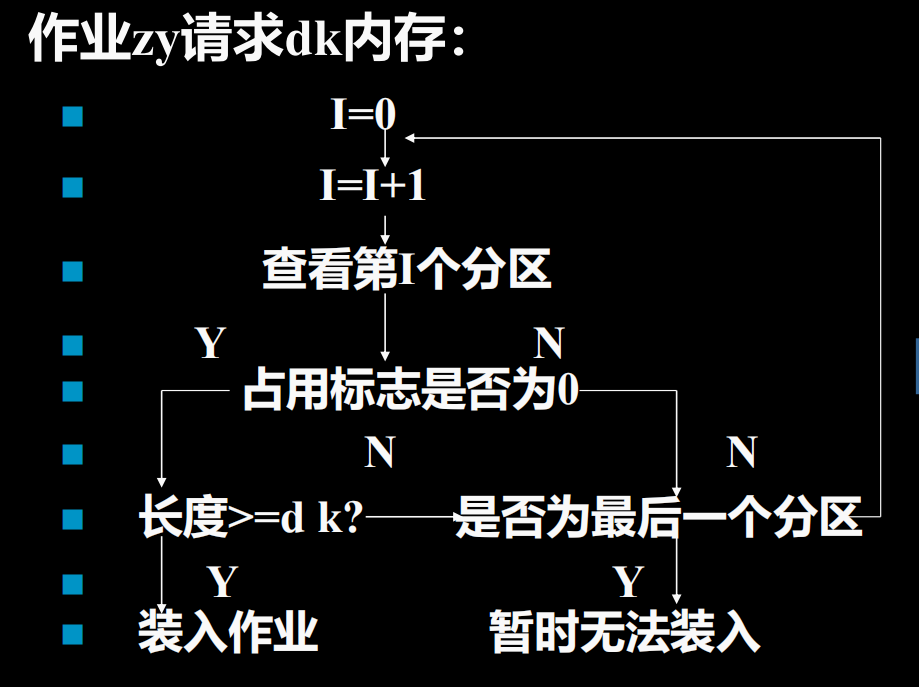 作业zy请求dk内存：
I=0
I=I+1
查看第I个分区
Y N
占用标志是否为0
N N
长度>=d k? 是否为最后一个分区
Y Y
装入作业 暂时无法装入